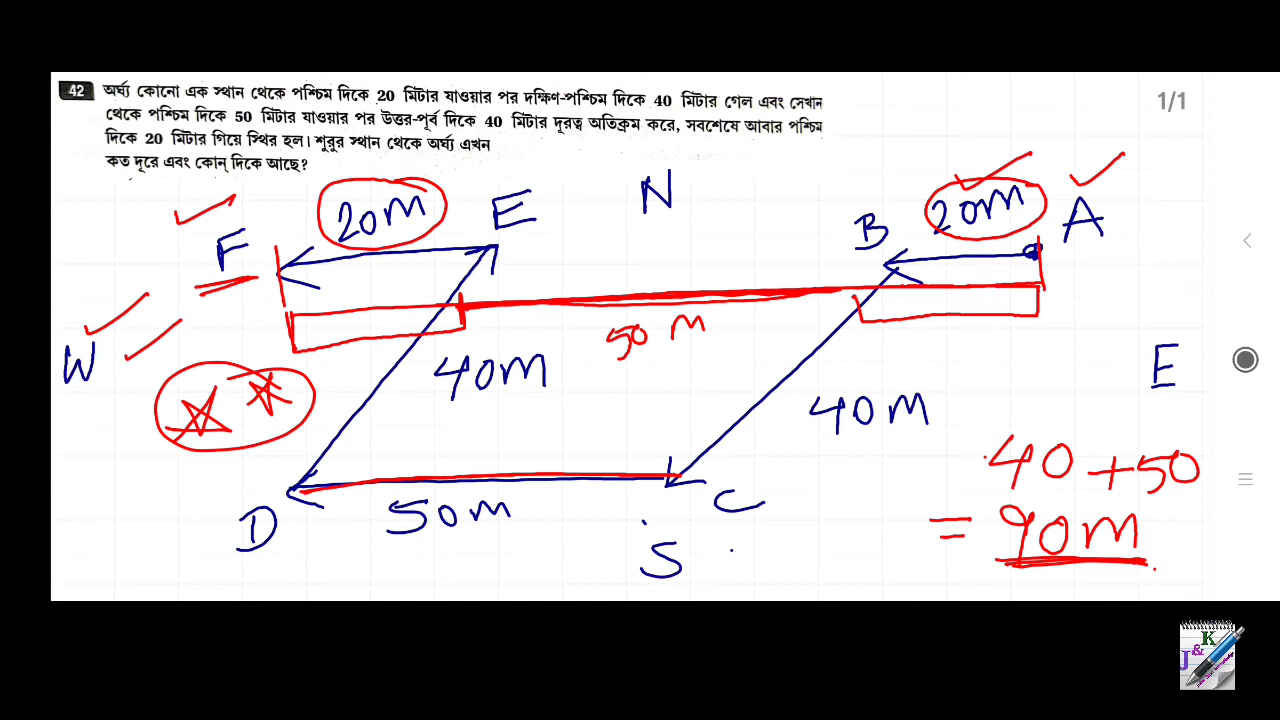 42 অর্ঘ্য কোনো এক স্থান থেকে পশ্চিম দিকে 20 মিটার যাওয়ার পর দক্ষিণ-পশ্চিম দিকে 40 মিটার গেল এবং সেখান
থেকে পশ্চিম দিকে 50 মিটার যাওয়ার পর উত্তর-পূর্ব দিকে 40 মিটার দূরত্ব অতিক্রম করে, সবশেষে আবার পশ্চিম
দিকে 20 মিটার গিয়ে স্থির হল। শুরুর স্থান থেকে অর্ঘ্য এখন
কত দূরে এবং কোন্ দিকে আছে?
1/1
F 20m E N B 20m A
50 m
W 40m E
40m
40+50
D 50m C
= 90m
S
J&K